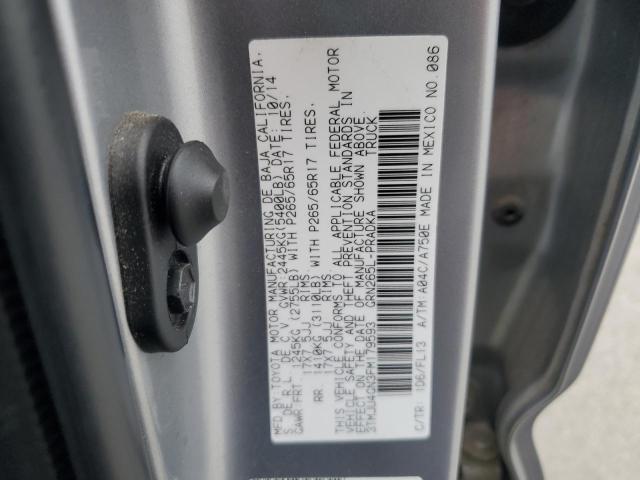 MFD. BY TOYOTA MOTOR MANUFACTURING DE BAJA CALIFORNIA,
S DE R.L. DE C.V. GVWR 2445KG(5400LB) DATE: 10/14
GAWR FRT. 1245KG (2755LB) WITH P265/65R17 TIRES,
17X7.5JJ RIMS
RR. 1410KG (3110LB) WITH P265/65R17 TIRES,
17X7.5JJ RIMS
THIS VEHICLE CONFORMS TO ALL APPLICABLE FEDERAL MOTOR
VEHICLE SAFETY AND THEFT PREVENTION STANDARDS IN
EFFECT ON THE DATE OF MANUFACTURE SHOWN ABOVE.
3TMJU4GN3FM179593 GRN265L-PRADKA TRUCK
C/TR: 1D6/FL13 A/TM A04C/A750E MADE IN MEXICO NO.086